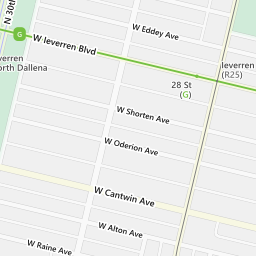 N 30th
W Eddey Ave
G
W Ieverren Blvd
everren
orth Dallena
28 St
(G)
Ieverren
(R25)
W Shorten Ave
W Oderion Ave
W Cantwin Ave
W Alton Ave
W Raine Ave